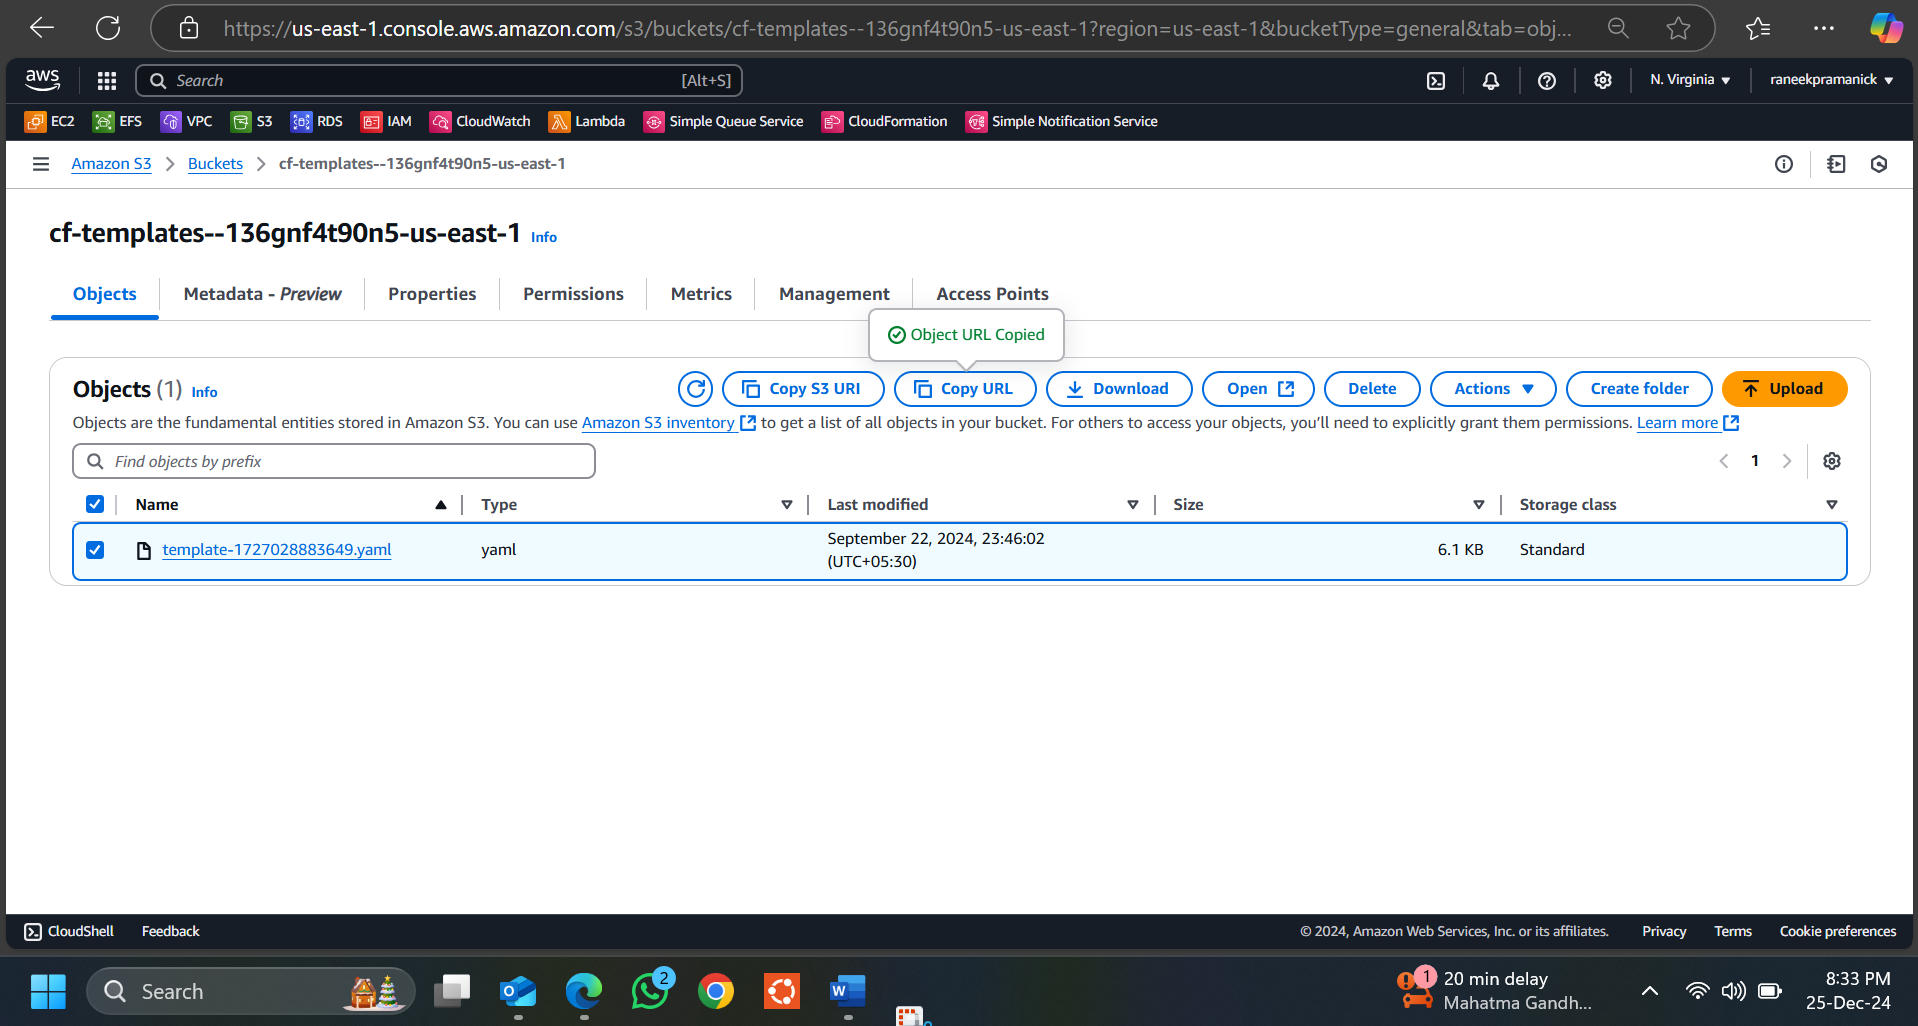 https://us-east-1.console.aws.amazon.com/s3/buckets/cf-templates--136gnf4t90n5-us-east-1?region=us-east-1&bucketType=general&tab=obj...
aws Search [Alt+S] N. Virginia raneekpramanick
EC2 EFS VPC S3 RDS IAM CloudWatch Lambda Simple Queue Service CloudFormation Simple Notification Service
Amazon S3 > Buckets > cf-templates--136gnf4t90n5-us-east-1
cf-templates--136gnf4t90n5-us-east-1 Info
Objects Metadata - Preview Properties Permissions Metrics Management Access Points
Object URL Copied
Objects (1) Info Copy S3 URI Copy URL Download Open Delete Actions Create folder Upload
Objects are the fundamental entities stored in Amazon S3. You can use Amazon S3 inventory to get a list of all objects in your bucket. For others to access your objects, you'll need to explicitly grant them permissions. Learn more
Find objects by prefix 1
Name Type Last modified Size Storage class
template-1727028883649.yaml yaml September 22, 2024, 23:46:02 6.1 KB Standard
(UTC+05:30)
CloudShell Feedback © 2024, Amazon Web Services, Inc. or its affiliates. Privacy Terms Cookie preferences
Search 2 1 20 min delay 8:33 PM
Mahatma Gandh... 25-Dec-24